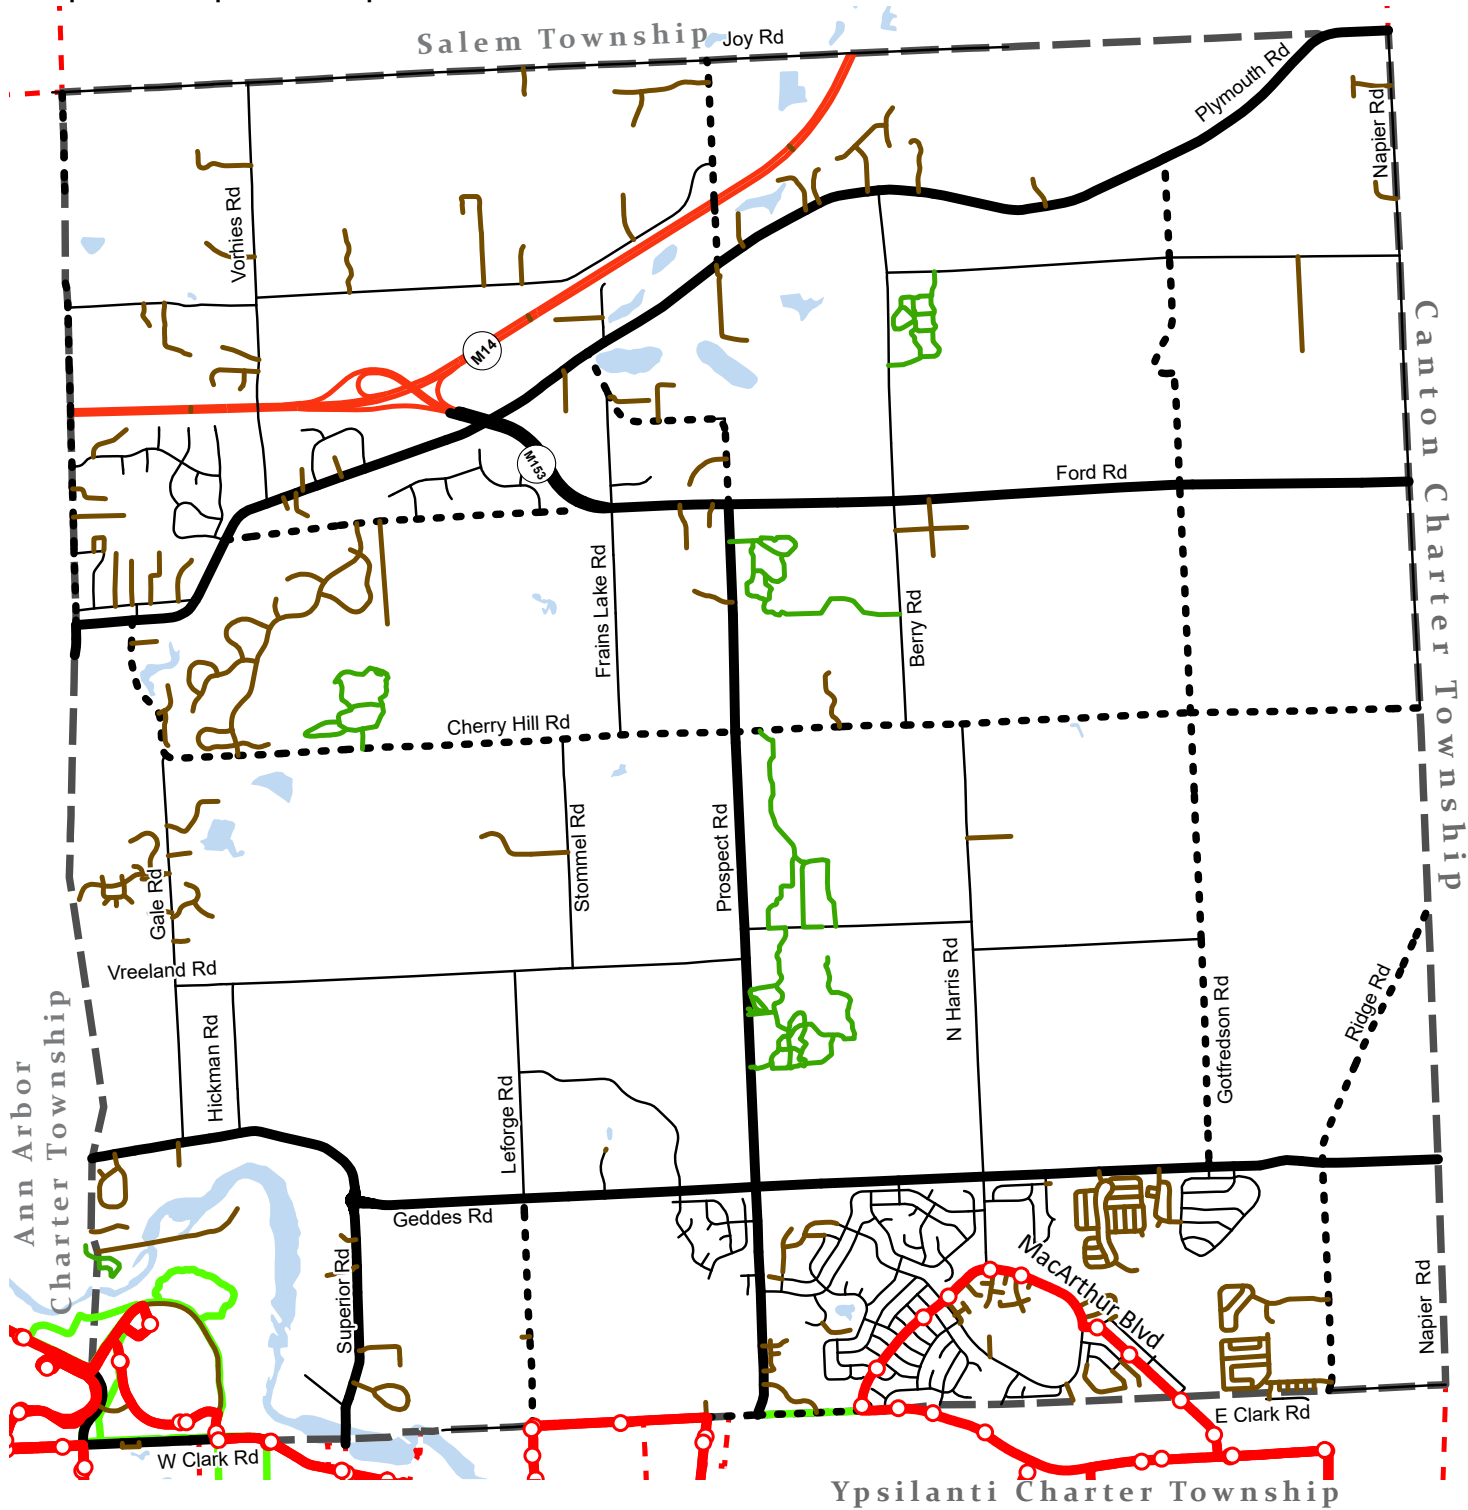 Salem Township
Joy Rd
Plymouth Rd
Napier Rd
Vorhies Rd
M14
M153
Ford Rd
Canton Charter Township
Frains Lake Rd
Berry Rd
Cherry Hill Rd
Stommel Rd
Prospect Rd
Gale Rd
Vreeland Rd
N Harris Rd
Gotfredson Rd
Ridge Rd
Hickman Rd
Leforge Rd
Ann Arbor
Charter Township
Geddes Rd
Superior Rd
MacArthur Blvd
Napier Rd
E Clark Rd
W Clark Rd
Ypsilanti Charter Township